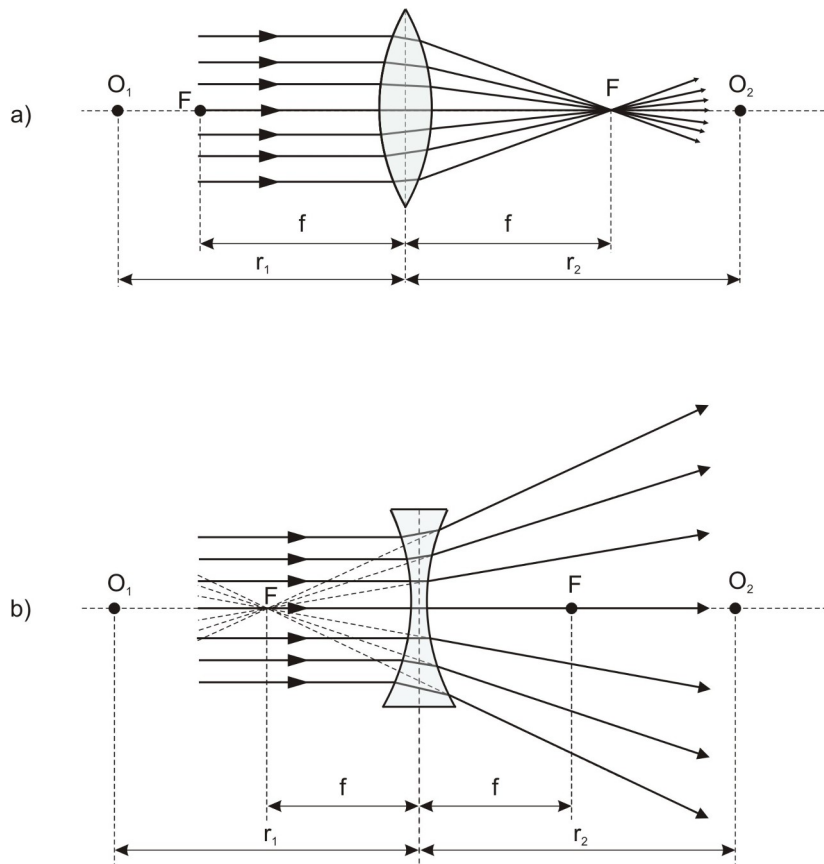 O₁ F F O₂
a)
f f
r₁ r₂
O₁ F F O₂
b)
f f
r₁ r₂